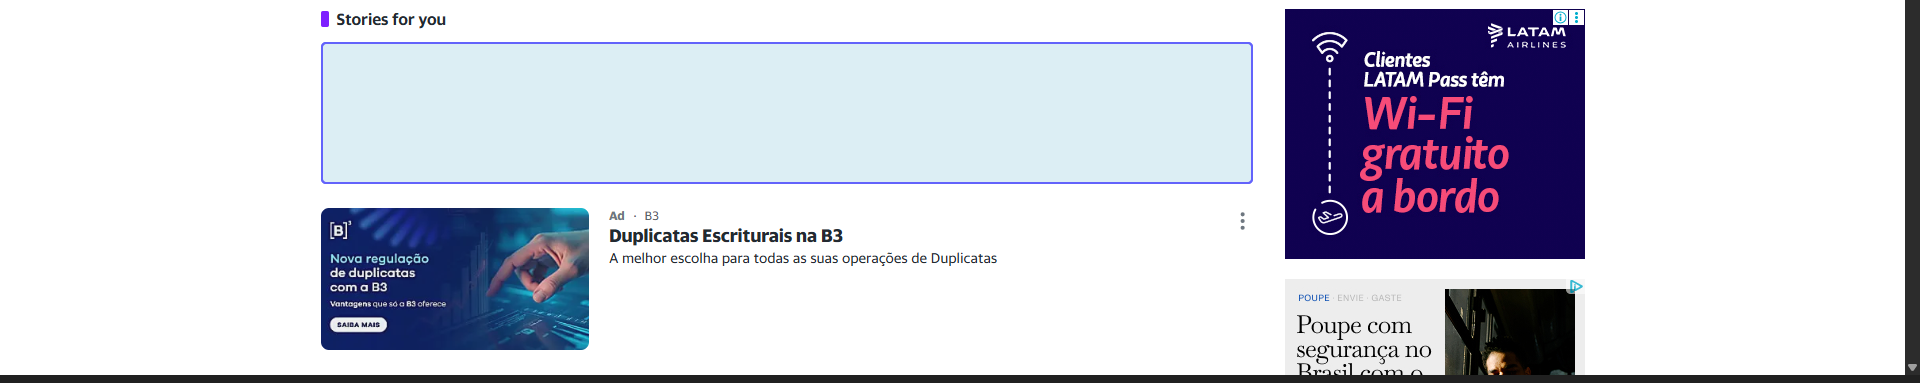 Stories for you
LATAM
AIRLINES
Clientes
LATAM Pass têm
Wi-Fi
gratuito
a bordo
[B]³
Nova regulação
de duplicatas
com a B3
Vantagens que só a B3 oferece
SAIBA MAIS
Ad · B3
Duplicatas Escriturais na B3
A melhor escolha para todas as suas operações de Duplicatas
POUPE · ENVIE · GASTE
Poupe com
segurança no
Brasil com o